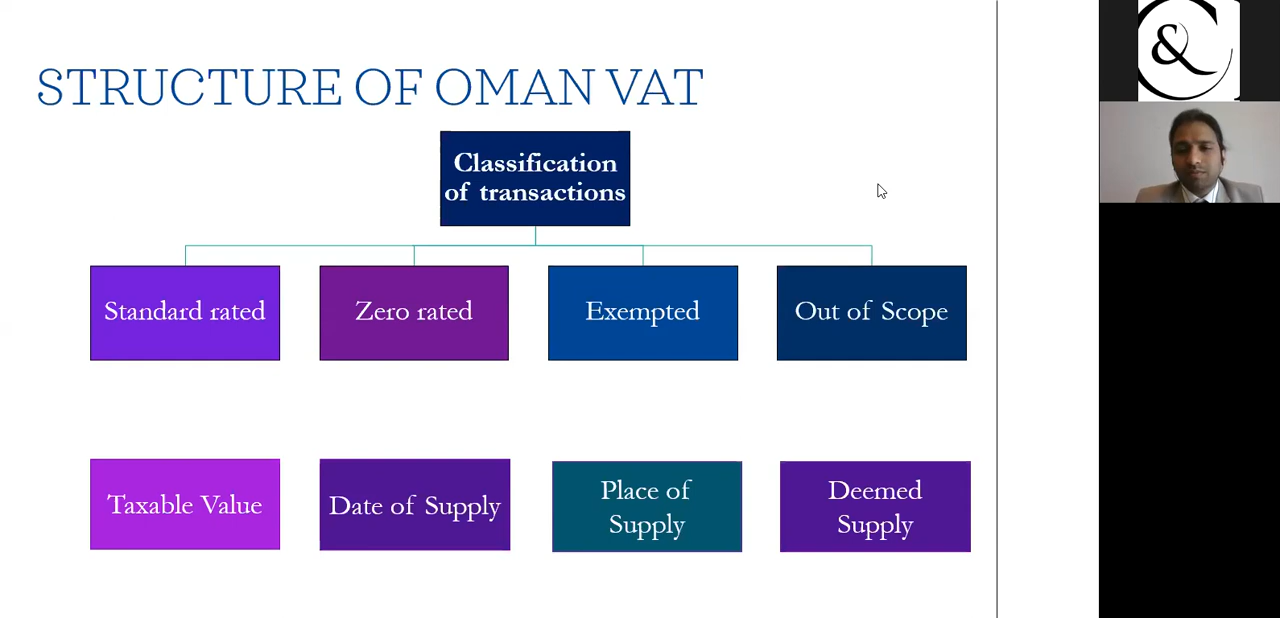 STRUCTURE OF OMAN VAT
Classification
of transactions
Standard rated
Zero rated
Exempted
Out of Scope
Taxable Value
Date of Supply
Place of
Supply
Deemed
Supply
&